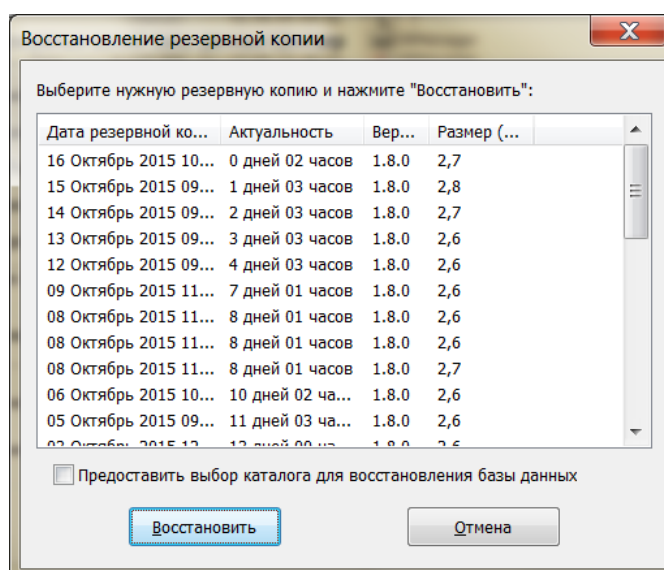 Восстановление резервной копии
Выберите нужную резервную копию и нажмите "Восстановить":
Дата резервной ко... Актуальность Вер... Размер (...
16 Октябрь 2015 10... 0 дней 02 часов 1.8.0 2,7
15 Октябрь 2015 09... 1 дней 03 часов 1.8.0 2,8
14 Октябрь 2015 09... 2 дней 03 часов 1.8.0 2,7
13 Октябрь 2015 09... 3 дней 03 часов 1.8.0 2,6
12 Октябрь 2015 09... 4 дней 03 часов 1.8.0 2,6
09 Октябрь 2015 11... 7 дней 01 часов 1.8.0 2,6
08 Октябрь 2015 11... 8 дней 01 часов 1.8.0 2,6
08 Октябрь 2015 11... 8 дней 01 часов 1.8.0 2,6
08 Октябрь 2015 11... 8 дней 01 часов 1.8.0 2,7
06 Октябрь 2015 10... 10 дней 02 ча... 1.8.0 2,6
05 Октябрь 2015 09... 11 дней 03 ча... 1.8.0 2,6
Предоставить выбор каталога для восстановления базы данных
Восстановить Отмена